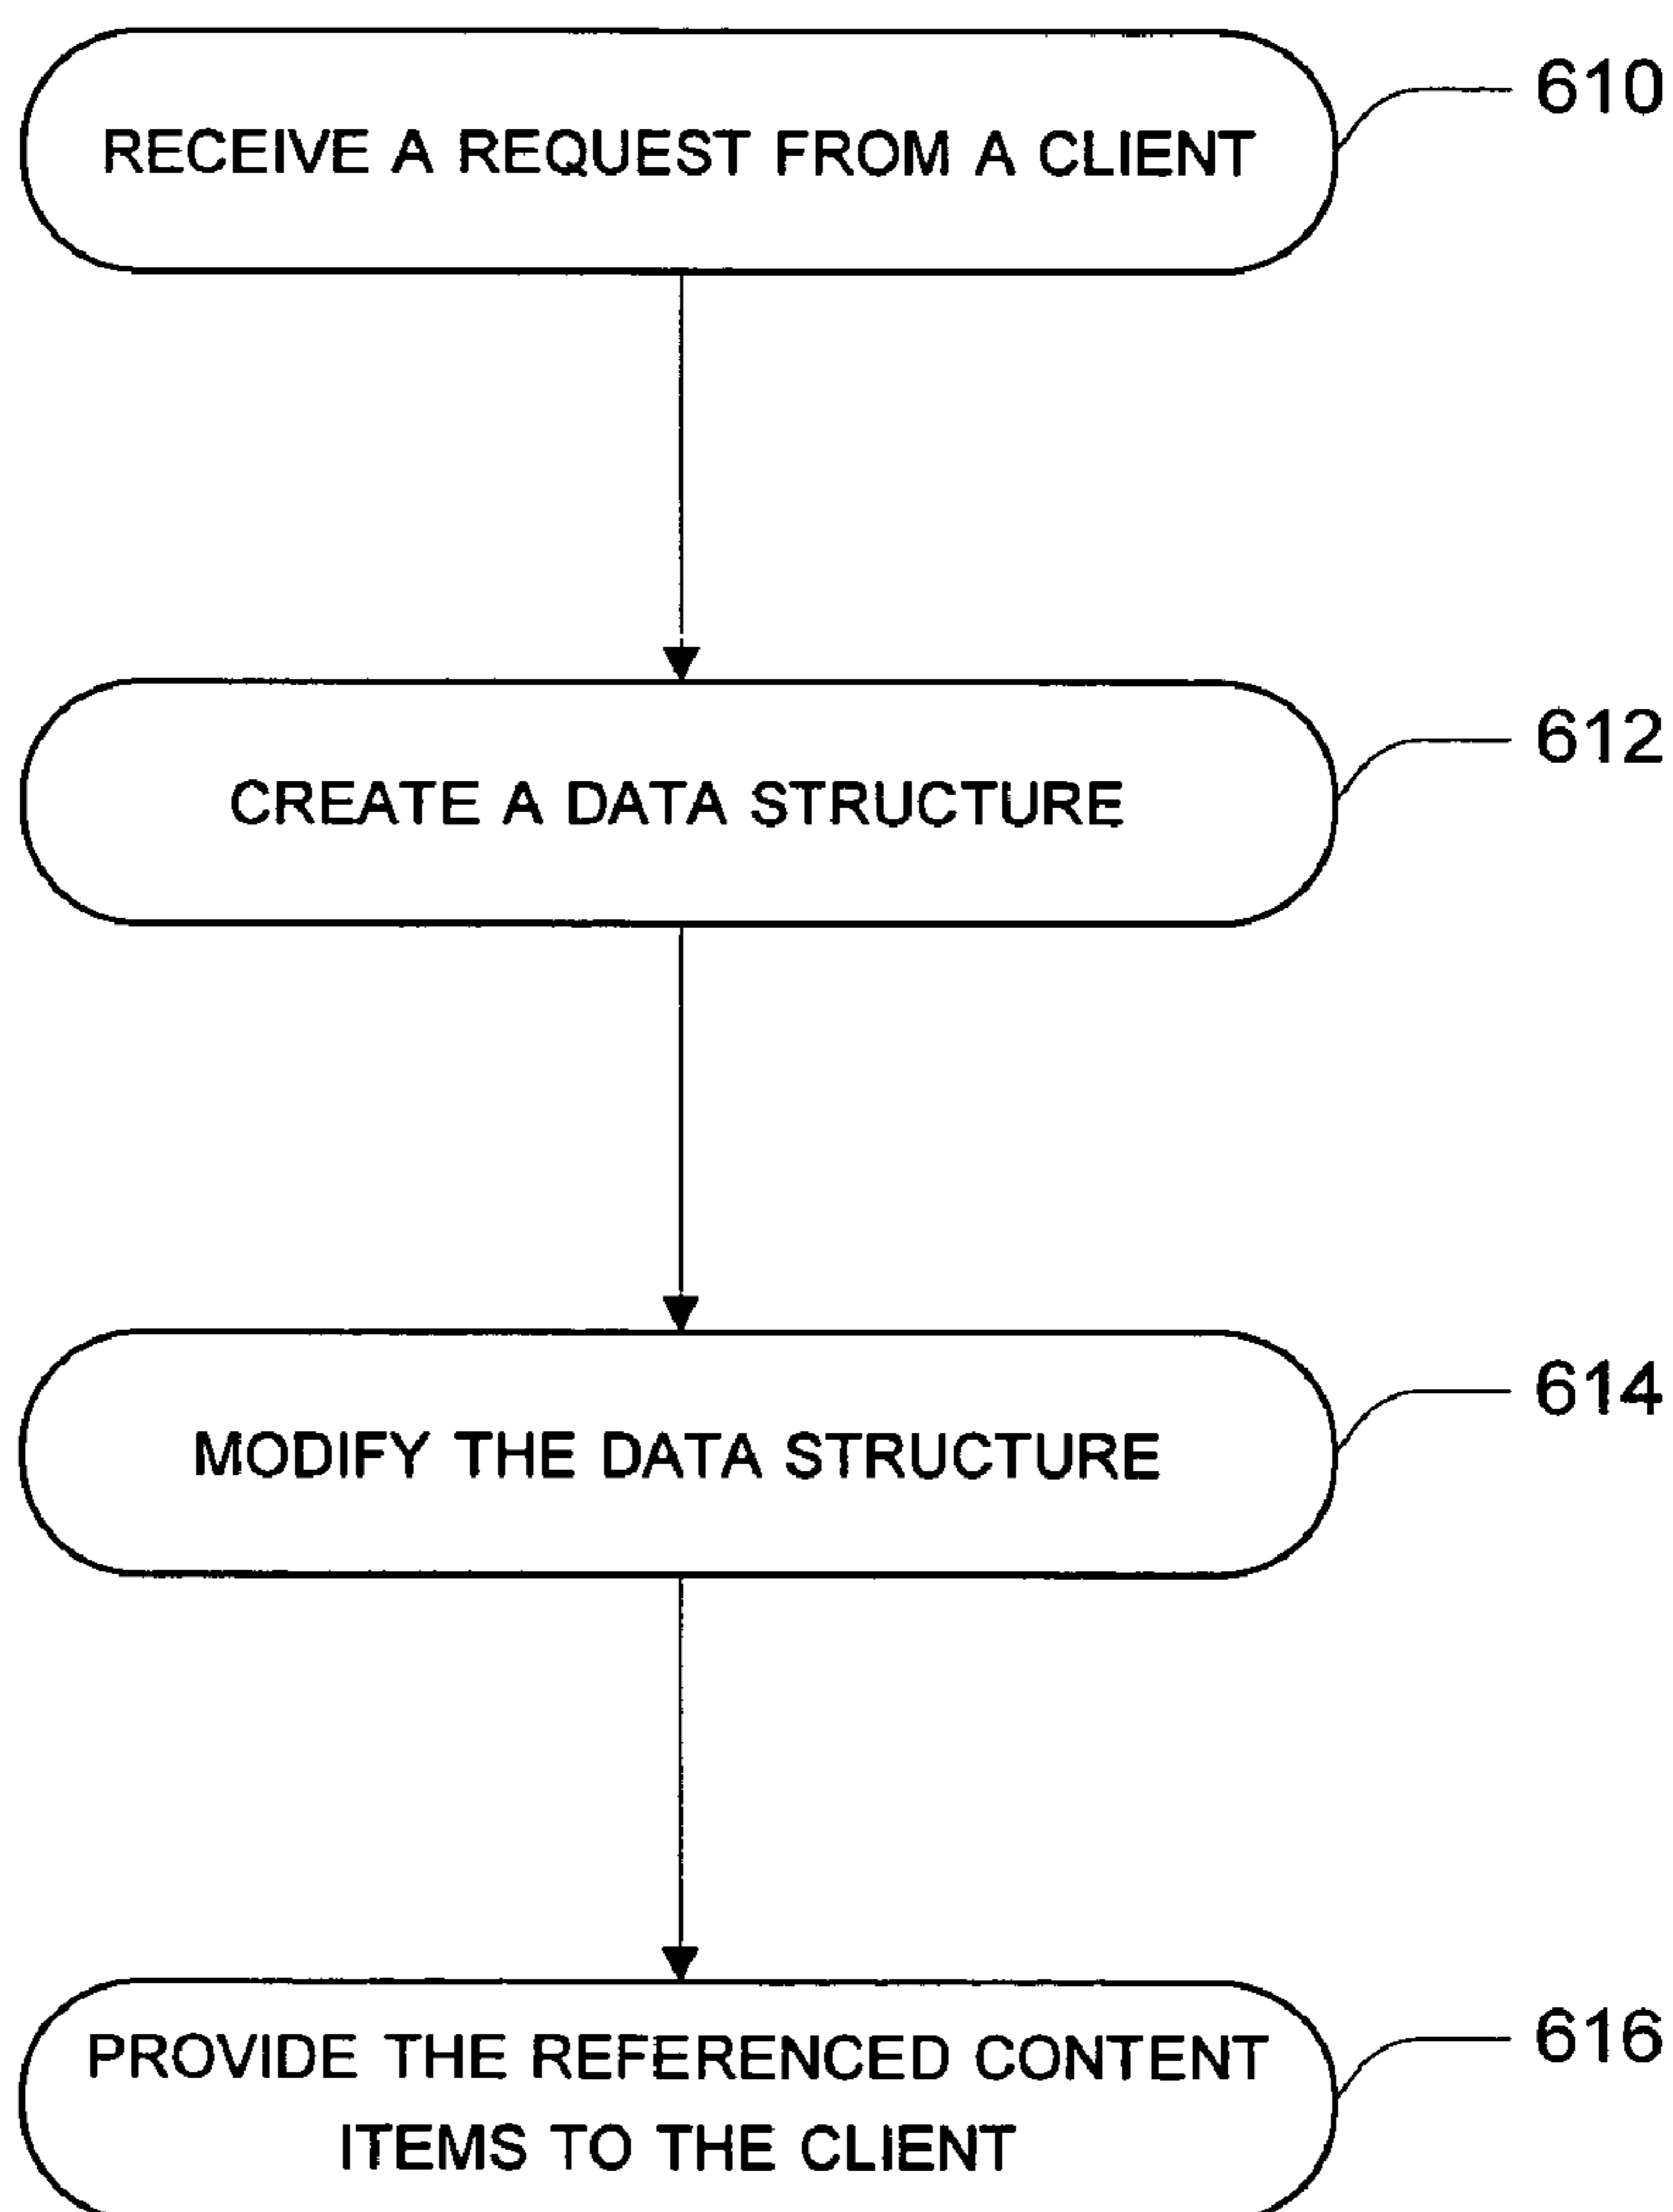 RECEIVE A REQUEST FROM A CLIENT
610
CREATE A DATA STRUCTURE
612
MODIFY THE DATA STRUCTURE
614
PROVIDE THE REFERENCED CONTENT
ITEMS TO THE CLIENT
616